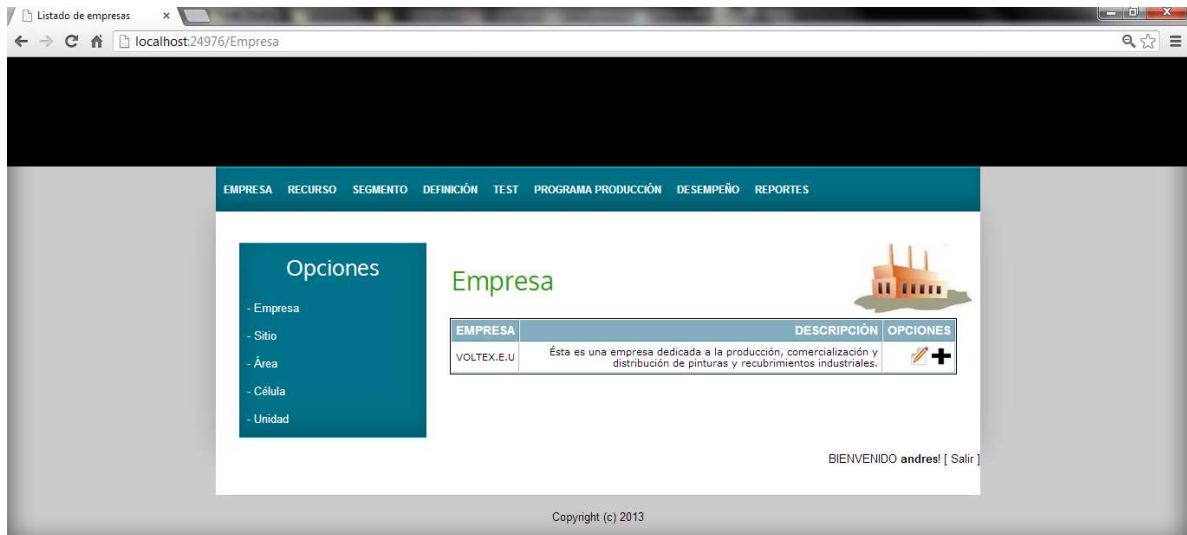 Listado de empresas
localhost:24976/Empresa
EMPRESA RECURSO SEGMENTO DEFINICIÓN TEST PROGRAMA PRODUCCIÓN DESEMPEÑO REPORTES
Opciones
- Empresa
- Sitio
- Área
- Célula
- Unidad
Empresa
EMPRESA DESCRIPCIÓN OPCIONES
VOLTEX.E.U Ésta es una empresa dedicada a la producción, comercialización y
distribución de pinturas y recubrimientos industriales.
BIENVENIDO andres! [ Salir ]
Copyright (c) 2013